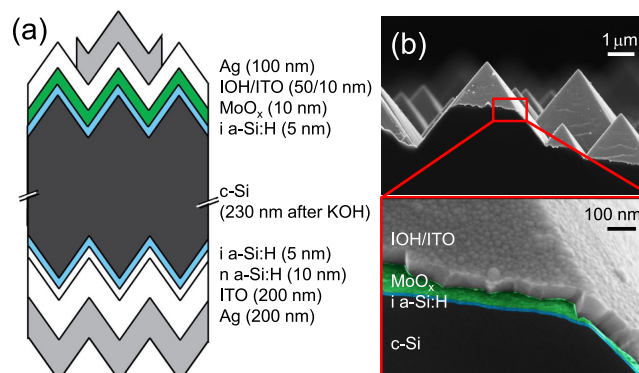 (a)
Ag (100 nm)
IOH/ITO (50/10 nm)
MoOₓ (10 nm)
i a-Si:H (5 nm)
c-Si
(230 nm after KOH)
i a-Si:H (5 nm)
n a-Si:H (10 nm)
ITO (200 nm)
Ag (200 nm)
(b)
1 μm
100 nm
IOH/ITO
MoOₓ
i a-Si:H
c-Si